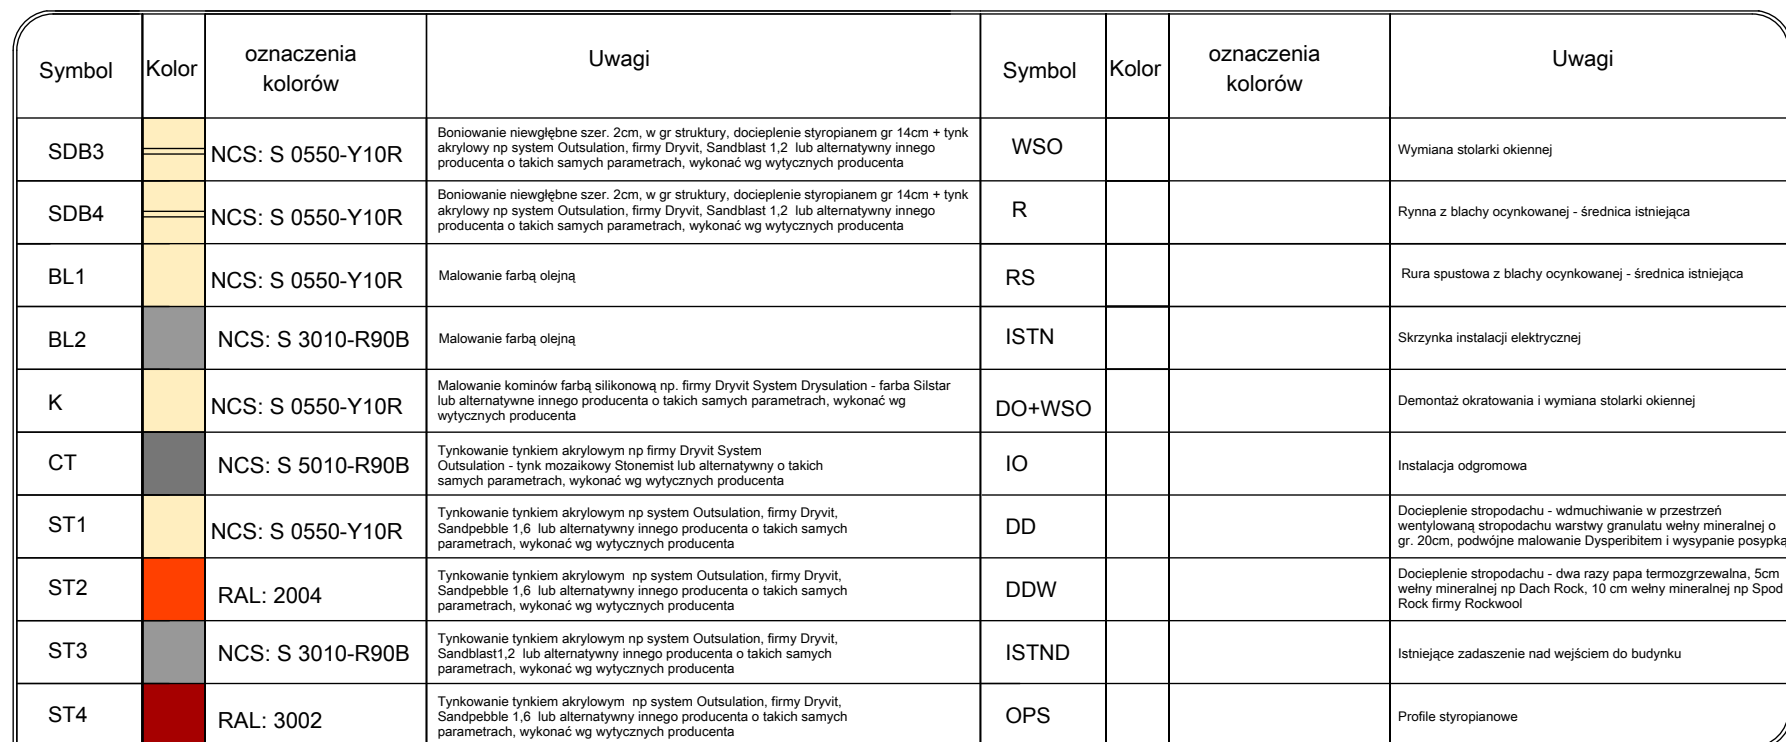 Symbol
Kolor
oznaczenia
kolorów
Uwagi
Symbol
Kolor
oznaczenia
kolorów
Uwagi
SDB3
NCS: S 0550-Y10R
Boniowanie niewgłębne szer. 2cm, w gr struktury, docieplenie styropianem gr 14cm + tynk
akrylowy np system Outsulation, firmy Dryvit, Sandblast 1,2 lub alternatywny innego
producenta o takich samych parametrach, wykonać wg wytycznych producenta
WSO
Wymiana stolarki okiennej
SDB4
NCS: S 0550-Y10R
Boniowanie niewgłębne szer. 2cm, w gr struktury, docieplenie styropianem gr 14cm + tynk
akrylowy np system Outsulation, firmy Dryvit, Sandblast 1,2 lub alternatywny innego
producenta o takich samych parametrach, wykonać wg wytycznych producenta
R
Rynna z blachy ocynkowanej - średnica istniejąca
BL1
NCS: S 0550-Y10R
Malowanie farbą olejną
RS
Rura spustowa z blachy ocynkowanej - średnica istniejąca
BL2
NCS: S 3010-R90B
Malowanie farbą olejną
ISTN
Skrzynka instalacji elektrycznej
K
NCS: S 0550-Y10R
Malowanie kominów farbą silikonową np. firmy Dryvit System Drysulation - farba Silstar
lub alternatywne innego producenta o takich samych parametrach, wykonać wg
wytycznych producenta
DO+WSO
Demontaż okratowania i wymiana stolarki okiennej
CT
NCS: S 5010-R90B
Tynkowanie tynkiem akrylowym np firmy Dryvit System
Outsulation - tynk mozaikowy Stonemist lub alternatywny o takich
samych parametrach, wykonać wg wytycznych producenta
IO
Instalacja odgromowa
ST1
NCS: S 0550-Y10R
Tynkowanie tynkiem akrylowym np system Outsulation, firmy Dryvit,
Sandpebble 1,6 lub alternatywny innego producenta o takich samych
parametrach, wykonać wg wytycznych producenta
DD
Docieplenie stropodachu - wdmuchiwanie w przestrzeń
wentylowaną stropodachu warstwy granulatu wełny mineralnej o
gr. 20cm, podwójne malowanie Dysperibitem i wysypanie posypką
ST2
RAL: 2004
Tynkowanie tynkiem akrylowym np system Outsulation, firmy Dryvit,
Sandpebble 1,6 lub alternatywny innego producenta o takich samych
parametrach, wykonać wg wytycznych producenta
DDW
Docieplenie stropodachu - dwa razy papa termozgrzewalna, 5cm
wełny mineralnej np Dach Rock, 10 cm wełny mineralnej np Spod
Rock firmy Rockwool
ST3
NCS: S 3010-R90B
Tynkowanie tynkiem akrylowym np system Outsulation, firmy Dryvit,
Sandblast1,2 lub alternatywny innego producenta o takich samych
parametrach, wykonać wg wytycznych producenta
ISTND
Istniejące zadaszenie nad wejściem do budynku
ST4
RAL: 3002
Tynkowanie tynkiem akrylowym np system Outsulation, firmy Dryvit,
Sandpebble 1,6 lub alternatywny innego producenta o takich samych
parametrach, wykonać wg wytycznych producenta
OPS
Profile styropianowe